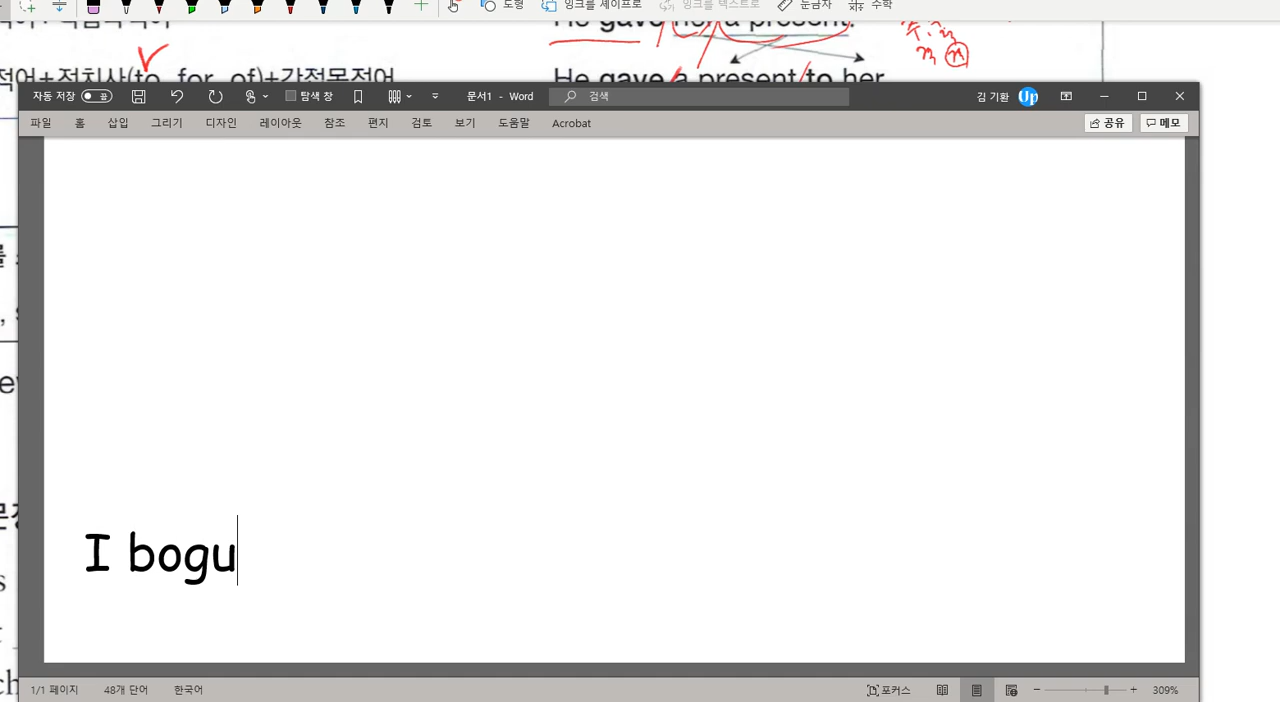 도형
잉크를 셰이프로
잉크를 텍스트로
눈금자
수학
He gave her a present.
적어+전치사(to, for, of)+간접목적어
He gave a present to her
자동 저장 끔
탐색 창
문서1 - Word
검색
김 기환
파일 홈 삽입 그리기 디자인 레이아웃 참조 편지 검토 보기 도움말 Acrobat
공유 메모
I bogu
1/1 페이지 48개 단어 한국어
포커스
309%